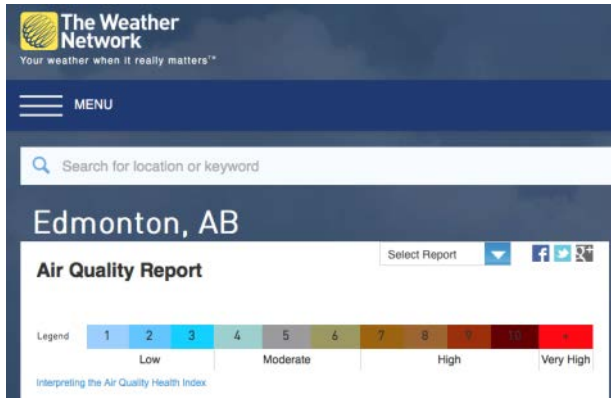 The Weather
Network
Your weather when it really matters™
MENU
Search for location or keyword
Edmonton, AB
Select Report
Air Quality Report
Legend 1 2 3 4 5 6 7 8 9 10 +
Low Moderate High Very High
Interpreting the Air Quality Health Index